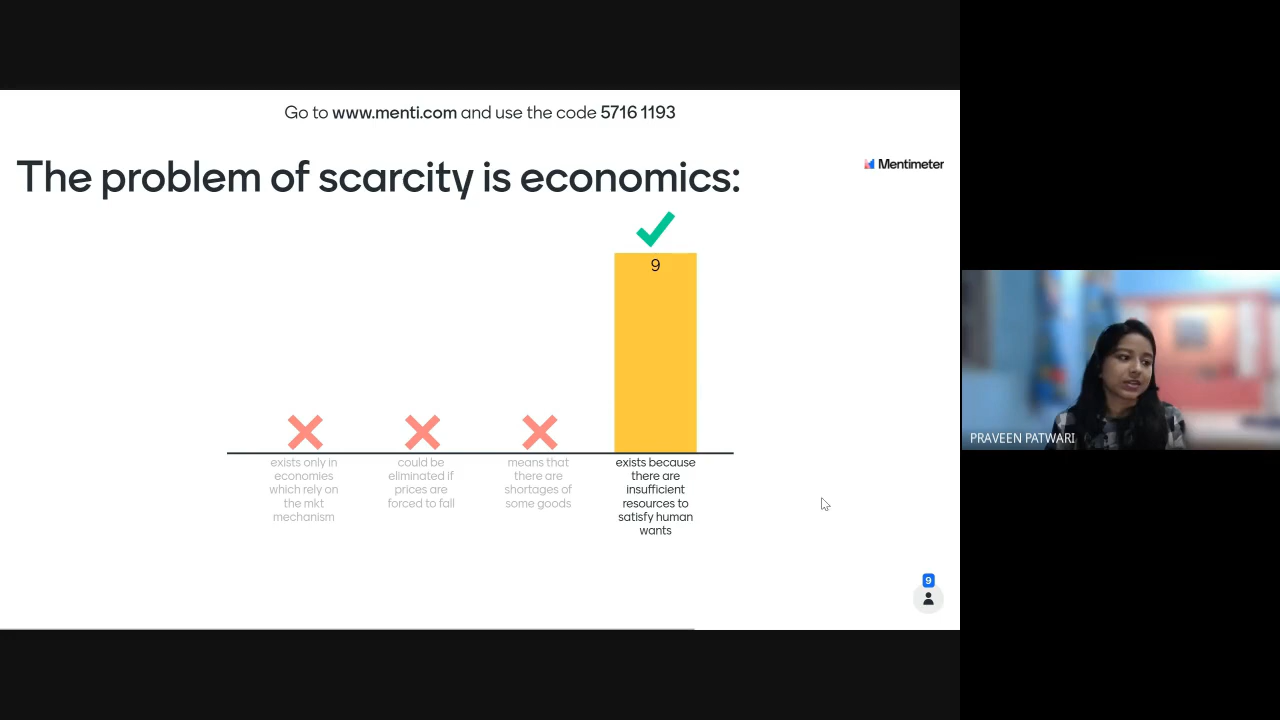 Go to www.menti.com and use the code 5716 1193
The problem of scarcity is economics:
Mentimeter
9
exists only in
economies
which rely on
the mkt
mechanism
could be
eliminated if
prices are
forced to fall
means that
there are
shortages of
some goods
exists because
there are
insufficient
resources to
satisfy human
wants
9
PRAVEEN PATWARI